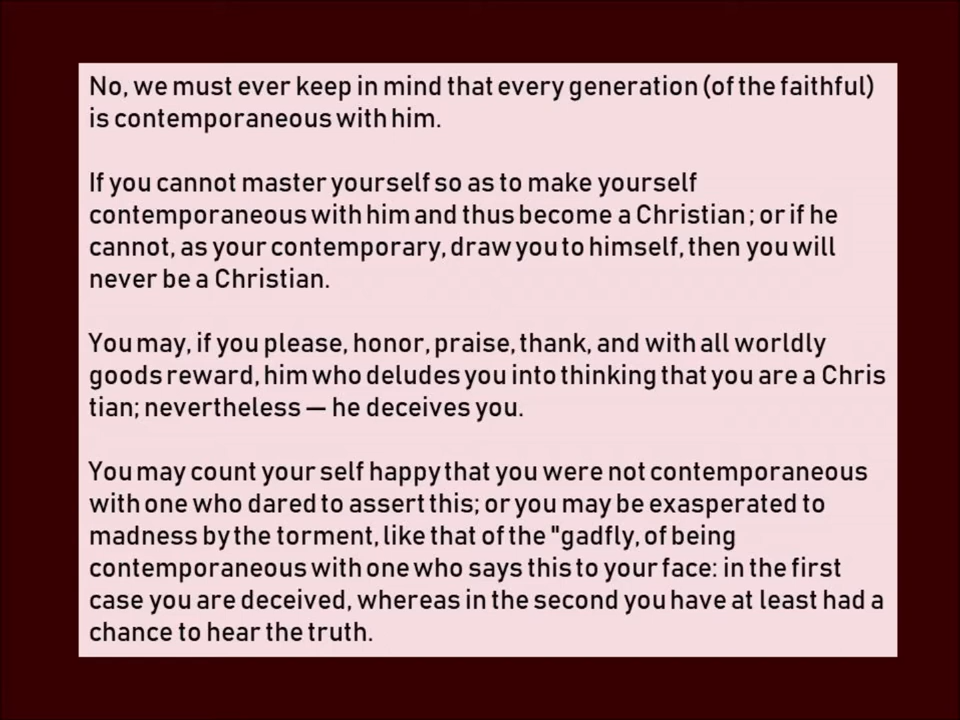 No, we must ever keep in mind that every generation (of the faithful)
is contemporaneous with him.
If you cannot master yourself so as to make yourself
contemporaneous with him and thus become a Christian ; or if he
cannot, as your contemporary, draw you to himself, then you will
never be a Christian.
You may, if you please, honor, praise, thank, and with all worldly
goods reward, him who deludes you into thinking that you are a Chris
tian; nevertheless — he deceives you.
You may count your self happy that you were not contemporaneous
with one who dared to assert this; or you may be exasperated to
madness by the torment, like that of the "gadfly, of being
contemporaneous with one who says this to your face: in the first
case you are deceived, whereas in the second you have at least had a
chance to hear the truth.